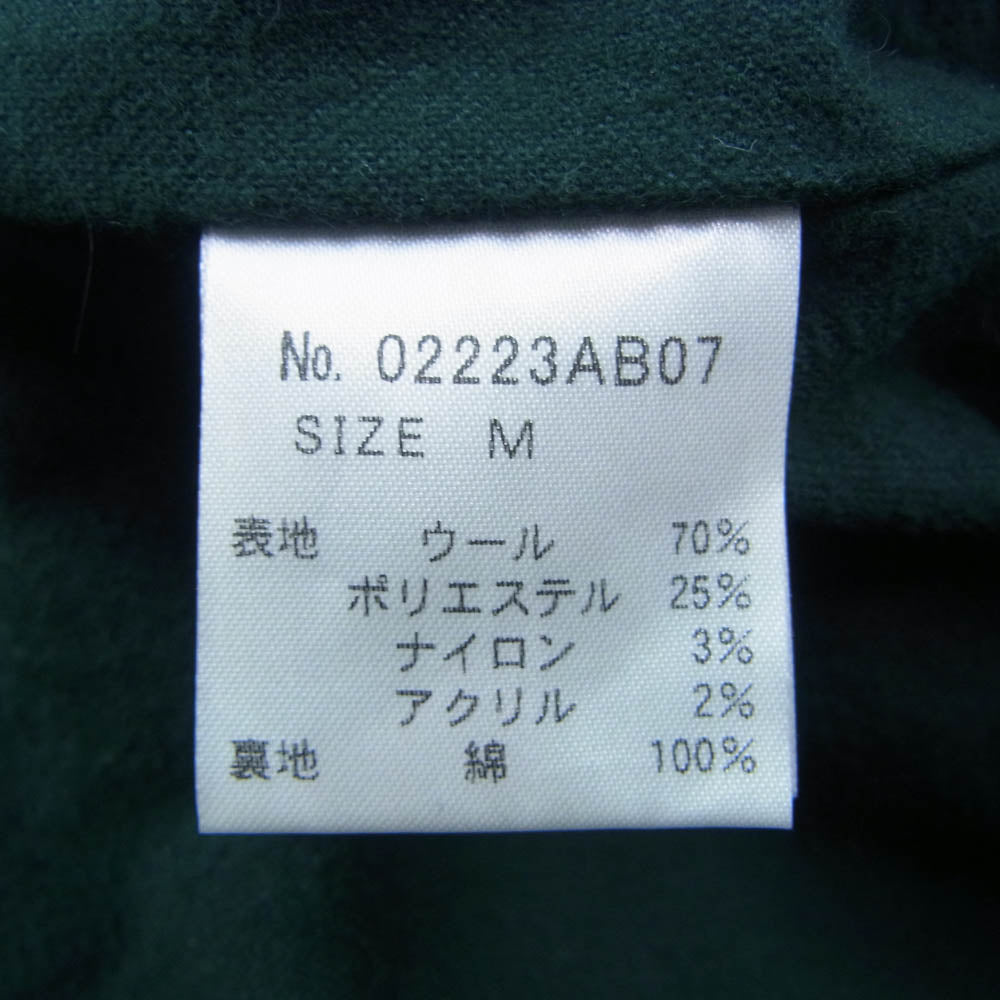 No. 02223AB07
SIZE M
表地 ウール 70%
ポリエステル 25%
ナイロン 3%
アクリル 2%
裏地 綿 100%